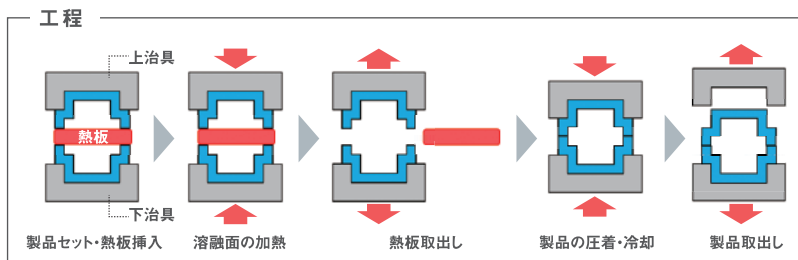 工程
上治具
熱板
下治具
製品セット・熱板挿入
溶融面の加熱
熱板取出し
製品の圧着・冷却
製品取出し